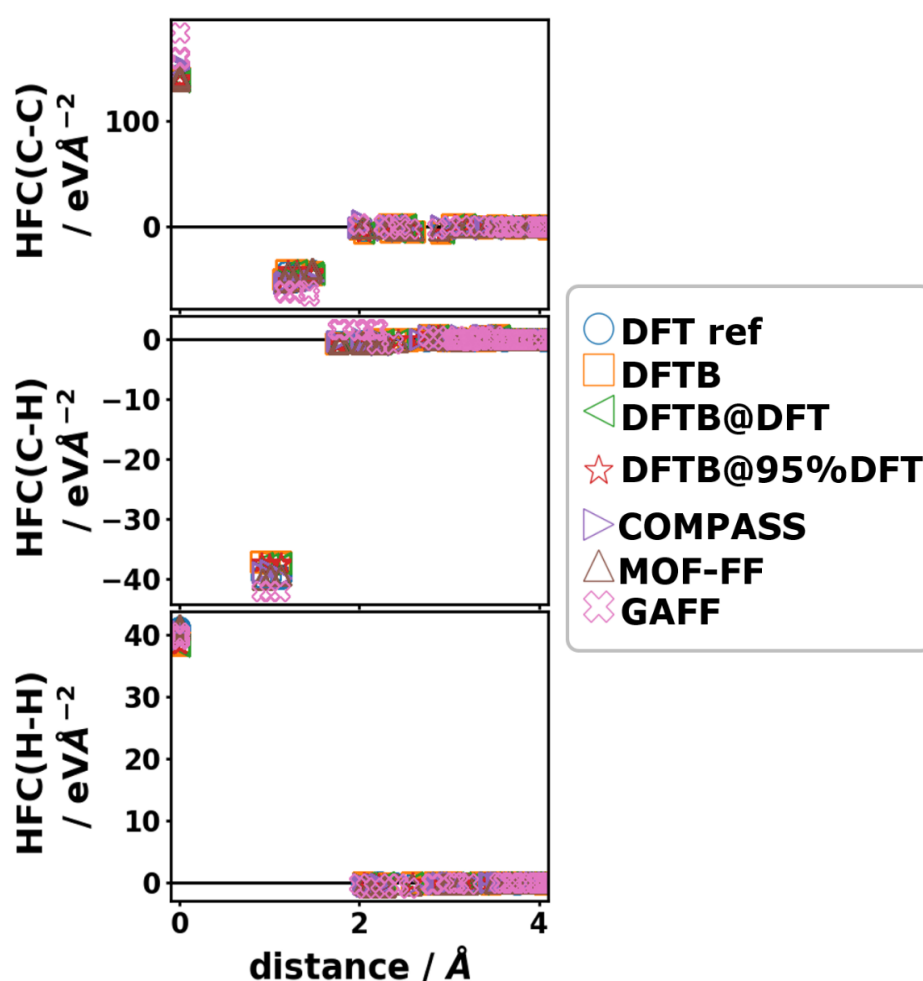 HFC(C-C)
/ eVÅ⁻²
100
0
HFC(C-H)
/ eVÅ⁻²
0
−10
−20
−30
−40
HFC(H-H)
/ eVÅ⁻²
40
30
20
10
0
0 2 4
distance / Å
DFT ref
DFTB
DFTB@DFT
DFTB@95%DFT
COMPASS
MOF-FF
GAFF